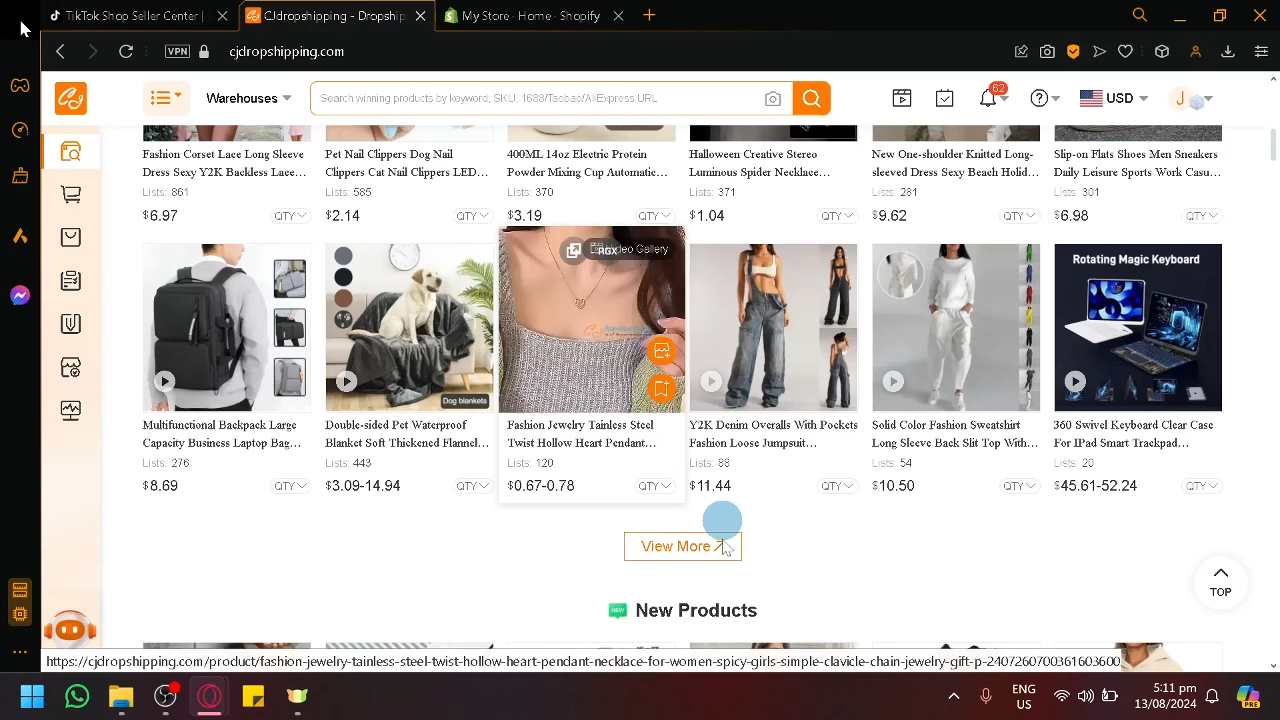 TikTok Shop Seller Center |
CJdropshipping - Dropship
My Store · Home · Shopify
VPN
cjdropshipping.com
Warehouses
Search winning products by keyword, SKU, 1688/Taobao/AliExpress URL
62
USD
J
Fashion Corset Lace Long Sleeve
Dress Sexy Y2K Backless Lace...
Lists: 861
$6.97
QTY
Pet Nail Clippers Dog Nail
Clippers Cat Nail Clippers LED...
Lists: 585
$2.14
QTY
400ML 14oz Electric Protein
Powder Mixing Cup Automatic...
Lists: 370
$3.19
QTY
Halloween Creative Stereo
Luminous Spider Necklace...
Lists: 371
$1.04
QTY
New One-shoulder Knitted Long-
sleeved Dress Sexy Beach Holid...
Lists: 281
$9.62
QTY
Slip-on Flats Shoes Men Sneakers
Daily Leisure Sports Work Casu...
Lists: 301
$6.98
QTY
Dog blankets
RGX
Video Gallery
Rotating Magic Keyboard
Multifunctional Backpack Large
Capacity Business Laptop Bag...
Lists: 276
$8.69
QTY
Double-sided Pet Waterproof
Blanket Soft Thickened Flannel...
Lists: 443
$3.09-14.94
QTY
Fashion Jewelry Tainless Steel
Twist Hollow Heart Pendant...
Lists: 120
$0.67-0.78
QTY
Y2K Denim Overalls With Pockets
Fashion Loose Jumpsuit...
Lists: 88
$11.44
QTY
Solid Color Fashion Sweatshirt
Long Sleeve Back Slit Top With...
Lists: 54
$10.50
QTY
360 Swivel Keyboard Clear Case
For IPad Smart Trackpad...
Lists: 20
$45.61-52.24
QTY
View More
TOP
NEW New Products
https://cjdropshipping.com/product/fashion-jewelry-tainless-steel-twist-hollow-heart-pendant-necklace-for-women-spicy-girls-simple-clavicle-chain-jewelry-gift-p-2407260700361603600
ENG
US
5:11 pm
13/08/2024
PRE